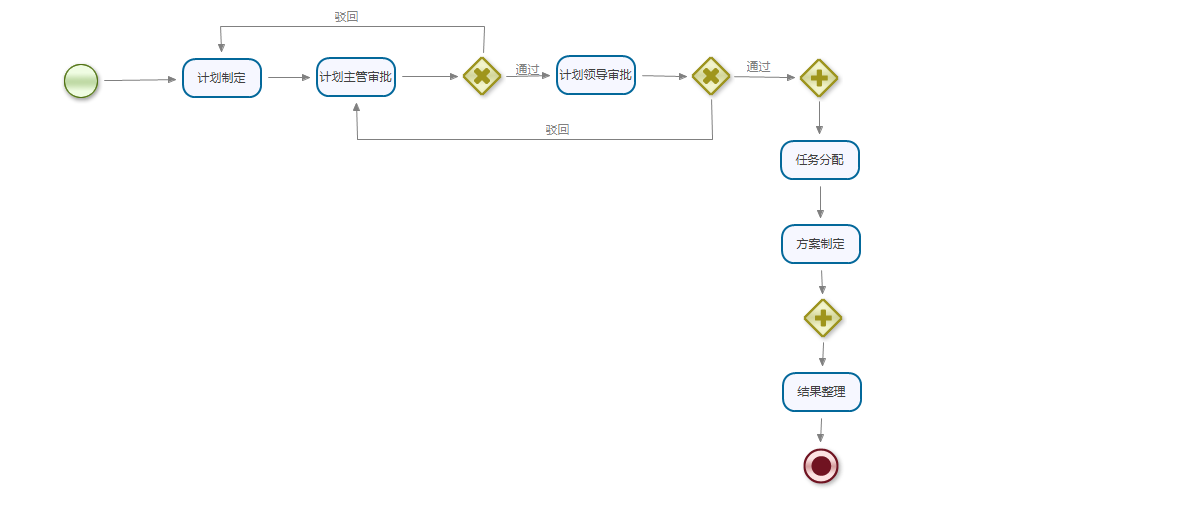 驳回
计划制定
计划主管审批
通过
计划领导审批
通过
驳回
任务分配
方案制定
结果整理